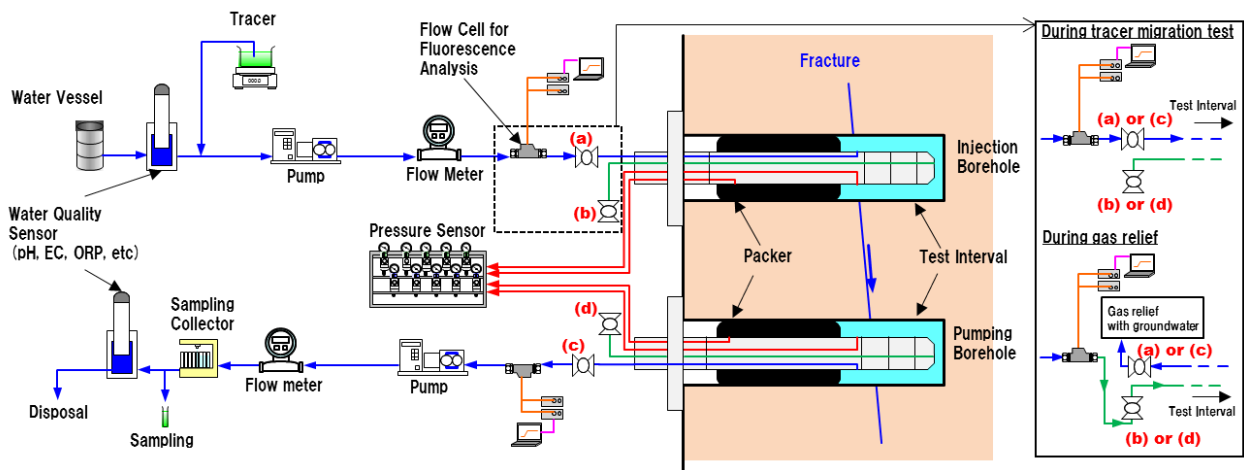 Tracer
Water Vessel
Flow Cell for
Fluorescence
Analysis
Pump
Flow Meter
(a)
(b)
Fracture
Injection
Borehole
Water Quality
Sensor
(pH, EC, ORP, etc)
Pressure Sensor
Packer
Test Interval
Sampling
Collector
(d)
(c)
Pumping
Borehole
Flow meter
Pump
Disposal
Sampling
During tracer migration test
(a) or (c)
Test Interval
(b) or (d)
During gas relief
Gas relief
with groundwater
(a) or (c)
Test Interval
(b) or (d)